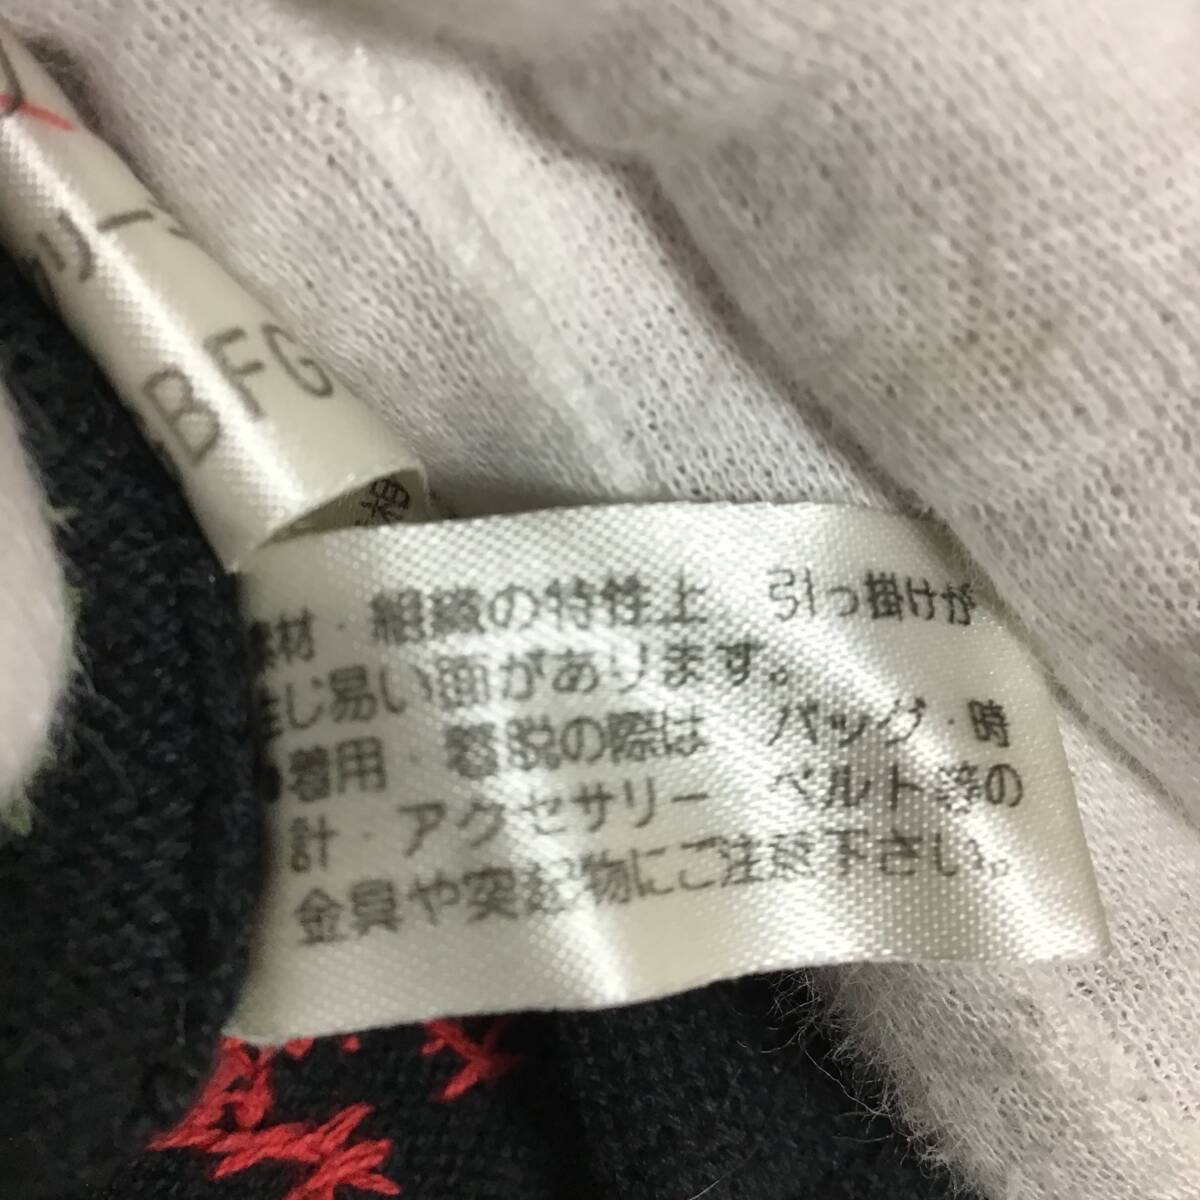 FG
B
素材・組織の特性上 引っ掛けが
生じ易い面があります。
着用・着脱の際は バッグ・時
計・アクセサリー ベルト等の
金具や突起物にご注意下さい。